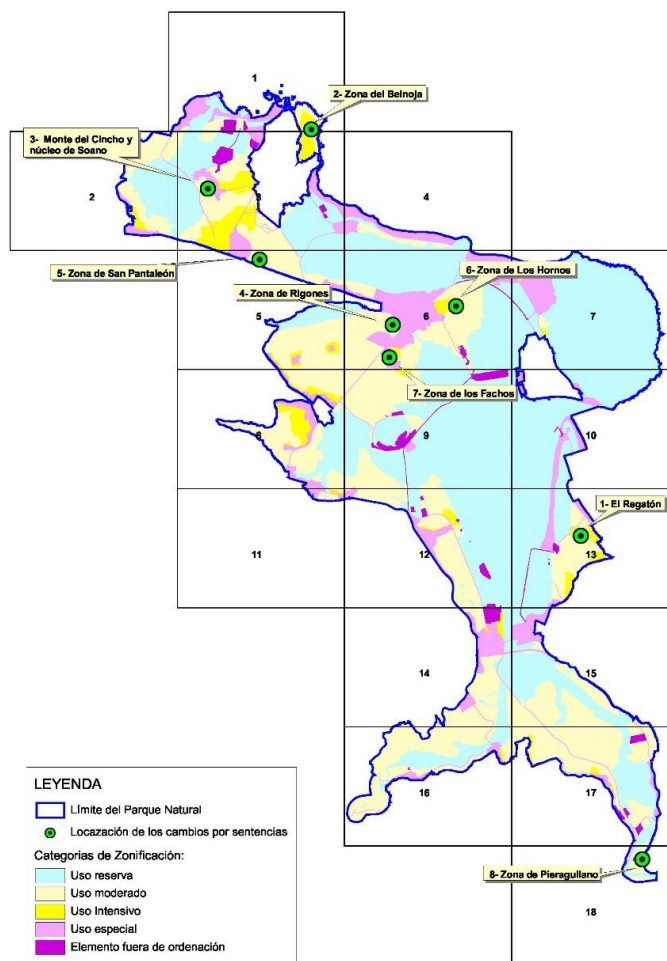 1
2- Zona del Beinoja
3- Monte del Cincho y
núcleo de Soano
2
3
4
5- Zona de San Pantaleón
6- Zona de Los Hornos
4- Zona de Rigones
5
6
7
7- Zona de los Fachos
8
9
10
1- El Regatón
11
12
13
14
15
16
17
8- Zona de Pieragullano
18
LEYENDA
Límite del Parque Natural
Locazación de los cambios por sentencias
Categorias de Zonificación:
Uso reserva
Uso moderado
Uso Intensivo
Uso especial
Elemento fuera de ordenación